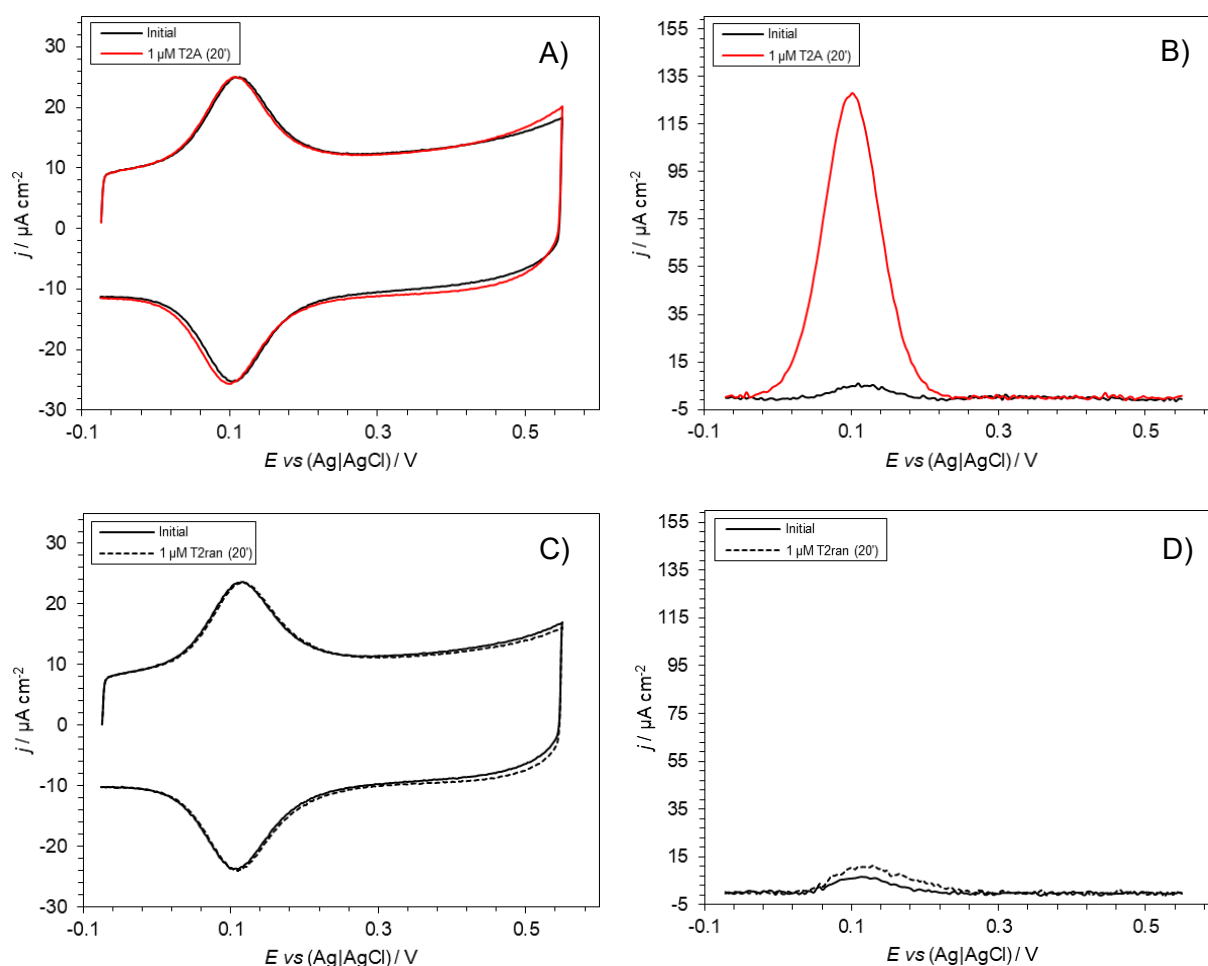 Initial
1 µM T2A (20')
A)
30
20
10
0
-10
-20
-30
j / µA cm-2
-0.1
0.1
0.3
0.5
E vs (Ag|AgCl) / V
Initial
1 µM T2A (20')
B)
155
135
115
95
75
55
35
15
-5
j / µA cm-2
-0.1
0.1
0.3
0.5
E vs (Ag|AgCl) / V
Initial
1 µM T2ran (20')
C)
30
20
10
0
-10
-20
-30
j / µA cm-2
-0.1
0.1
0.3
0.5
E vs (Ag|AgCl) / V
Initial
1 µM T2ran (20')
D)
155
135
115
95
75
55
35
15
-5
j / µA cm-2
-0.1
0.1
0.3
0.5
E vs (Ag|AgCl) / V